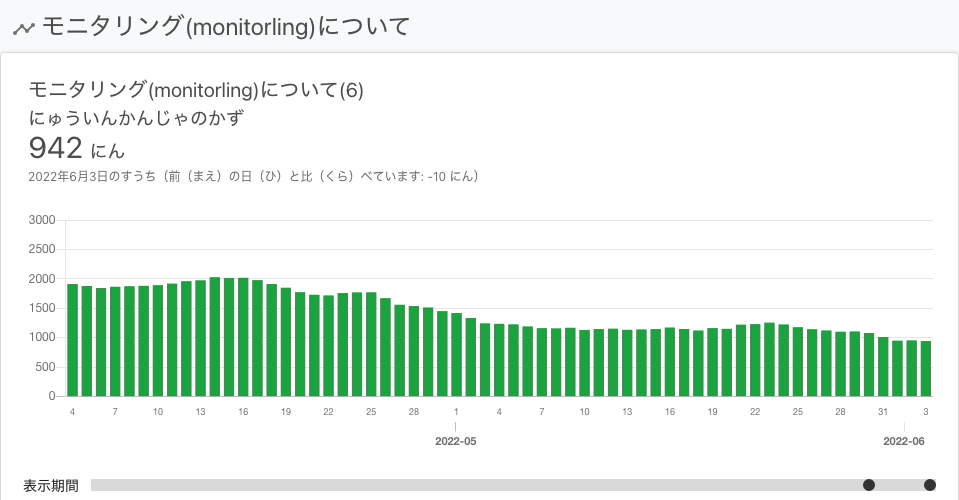 モニタリング(monitorling)について
モニタリング(monitorling)について(6)
にゅういんかんじゃのかず
942 にん
2022年6月3日のすうち（前（まえ）の日（ひ）と比（くら）べています: -10 にん）
3000
2500
2000
1500
1000
500
0
4 7 10 13 16 19 22 25 28 1 4 7 10 13 16 19 22 25 28 31 3
2022-05 2022-06
表示期間